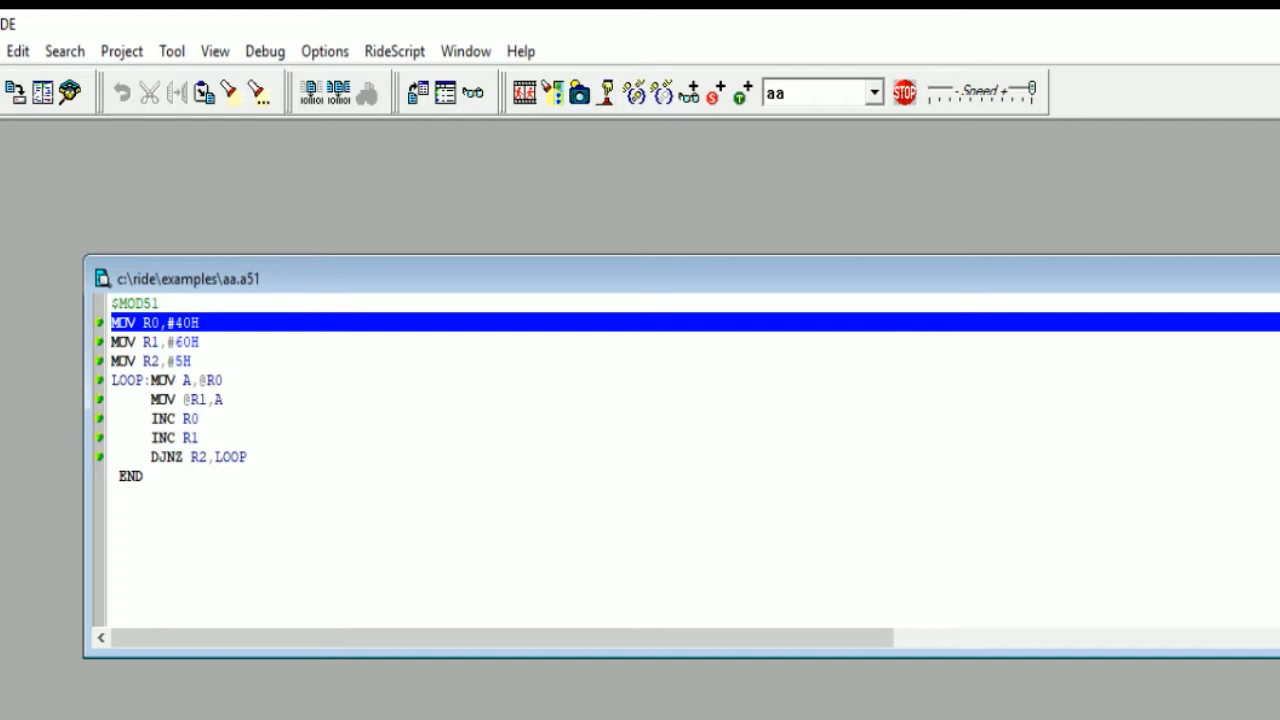 DE
Edit Search Project Tool View Debug Options RideScript Window Help
aa STOP - Speed +
c:\ride\examples\aa.a51
$MOD51
MOV R0,#40H
MOV R1,#60H
MOV R2,#5H
LOOP:MOV A,@R0
MOV @R1,A
INC R0
INC R1
DJNZ R2,LOOP
END